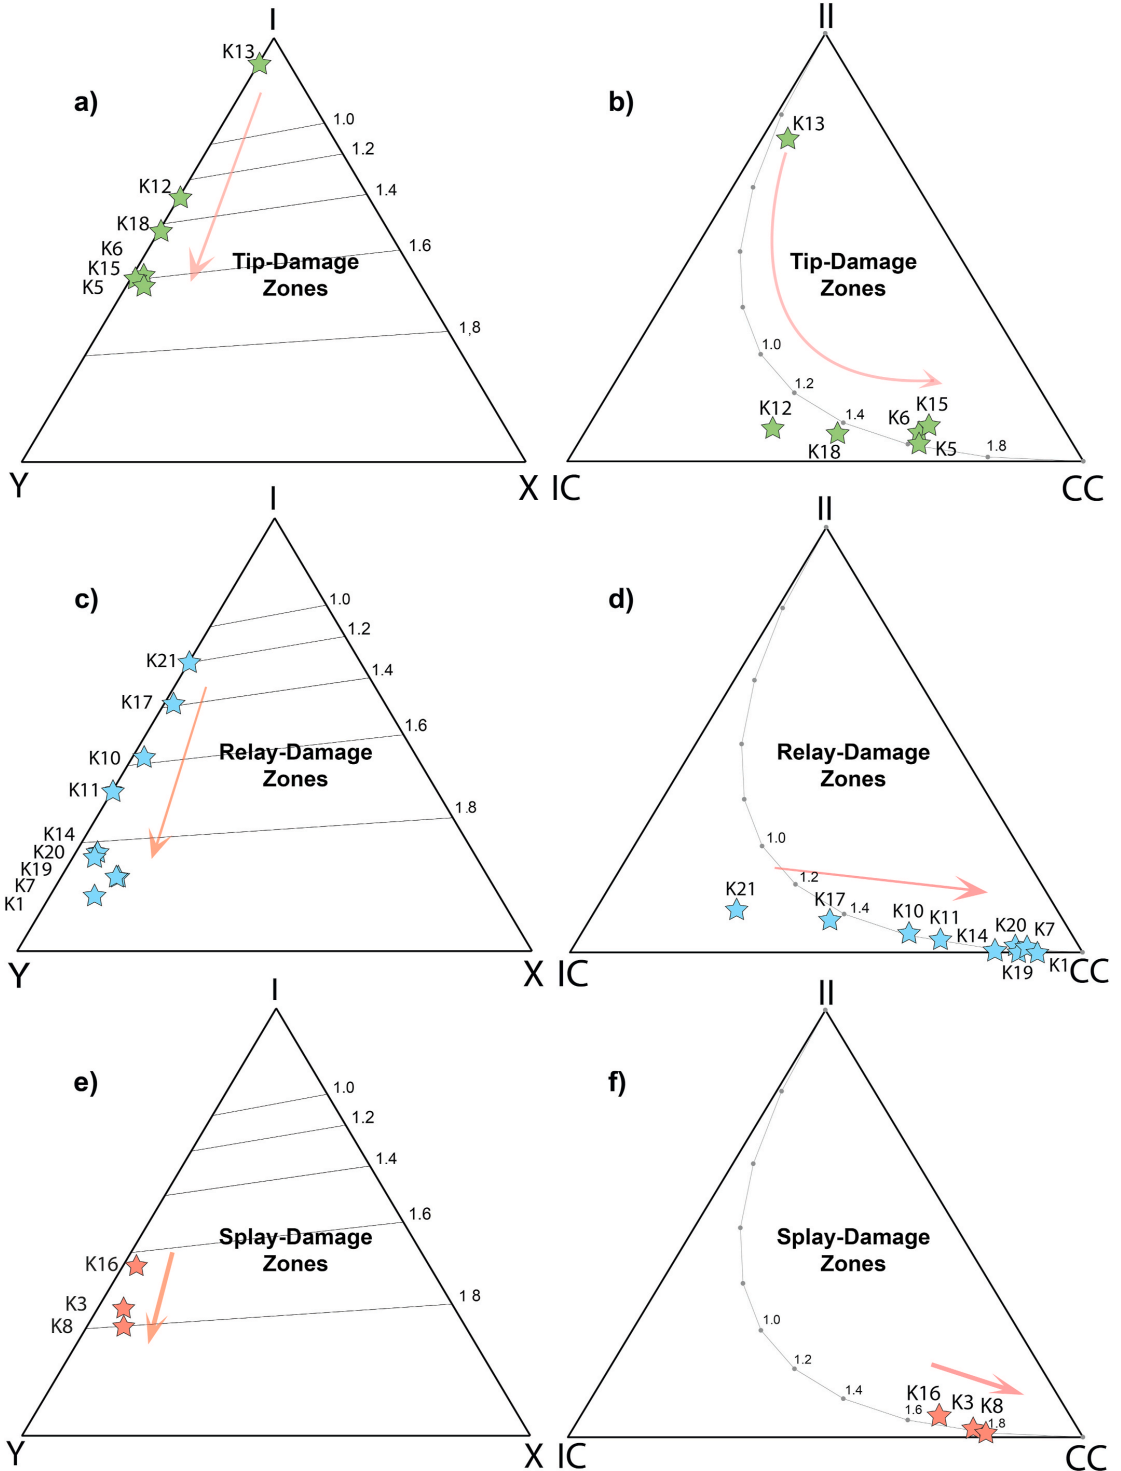 I
K13
a)
1.0
1.2
K12
1.4
K18
K6
1.6
K15
Tip-Damage
Zones
K5
1,8
Y
X
II
b)
K13
Tip-Damage
Zones
1.0
1.2
K12
1.4
K6
K15
K18
K5
1.8
IC
CC
I
c)
1.0
1.2
K21
1.4
K17
1.6
K10
Relay-Damage
Zones
K11
1.8
K14
K20
K19
K7
K1
Y
X
II
d)
Relay-Damage
Zones
1.0
1.2
K21
K17
1.4
K10
K11
K14
K20
K7
K19
K1
IC
CC
I
e)
1.0
1.2
1.4
1.6
Splay-Damage
Zones
K16
1 8
K3
K8
Y
X
II
f)
Splay-Damage
Zones
1.0
1.2
1.4
K16
1.6
K3
K8
1.8
IC
CC